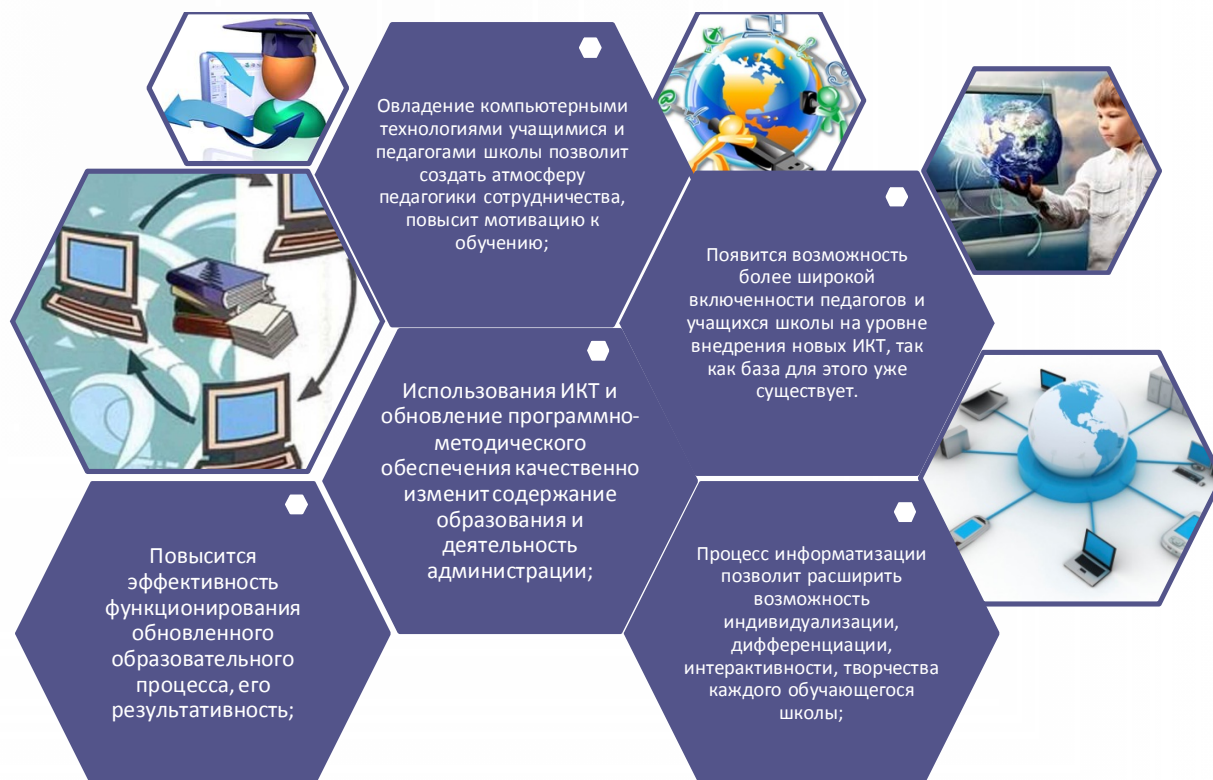 Овладение компьютерными
технологиями учащимися и
педагогами школы позволит
создать атмосферу
педагогики сотрудничества,
повысит мотивацию к
обучению;
Появится возможность
более широкой
включенности педагогов и
учащихся школы на уровне
внедрения новых ИКТ, так
как база для этого уже
существует.
Использования ИКТ и
обновление программно-
методического
обеспечения качественно
изменит содержание
образования и
деятельность
администрации;
Повысится
эффективность
функционирования
обновленного
образовательного
процесса, его
результативность;
Процесс информатизации
позволит расширить
возможность
индивидуализации,
дифференциации,
интерактивности, творчества
каждого обучающегося
школы;